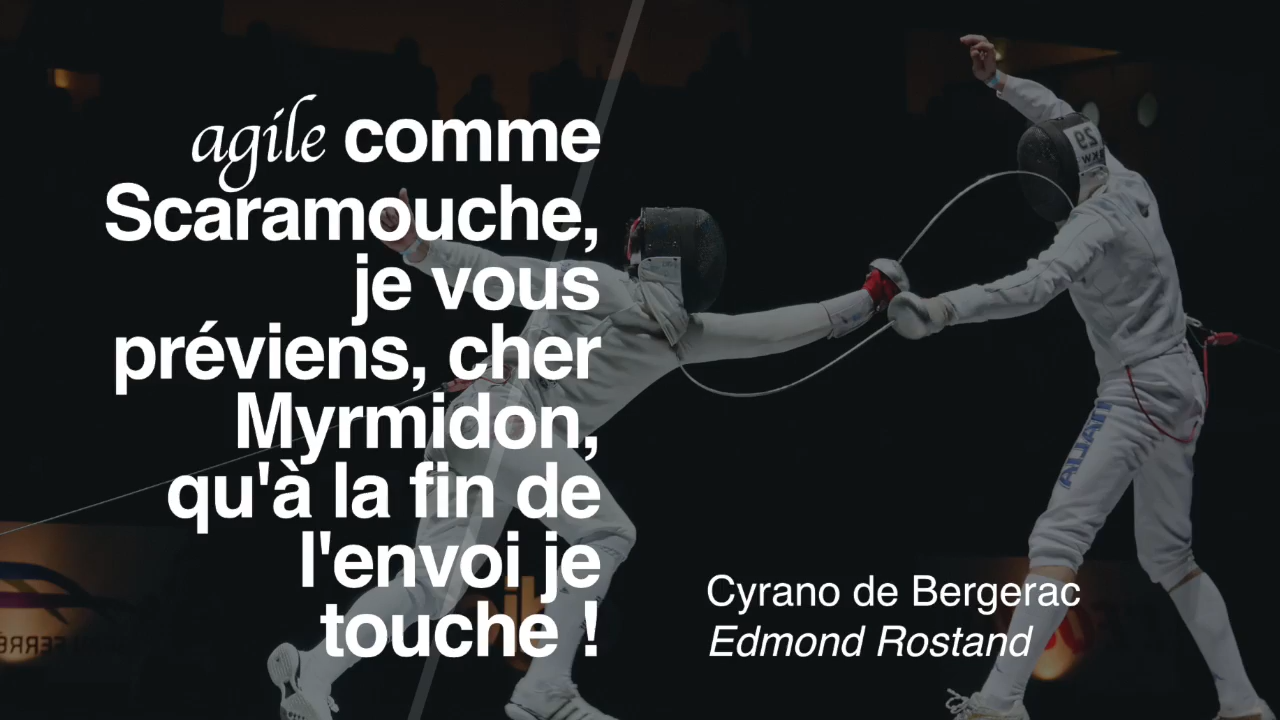 agile comme
Scaramouche,
je vous
préviens, cher
Myrmidon,
qu'à la fin de
l'envoi je
touche !
Cyrano de Bergerac
Edmond Rostand